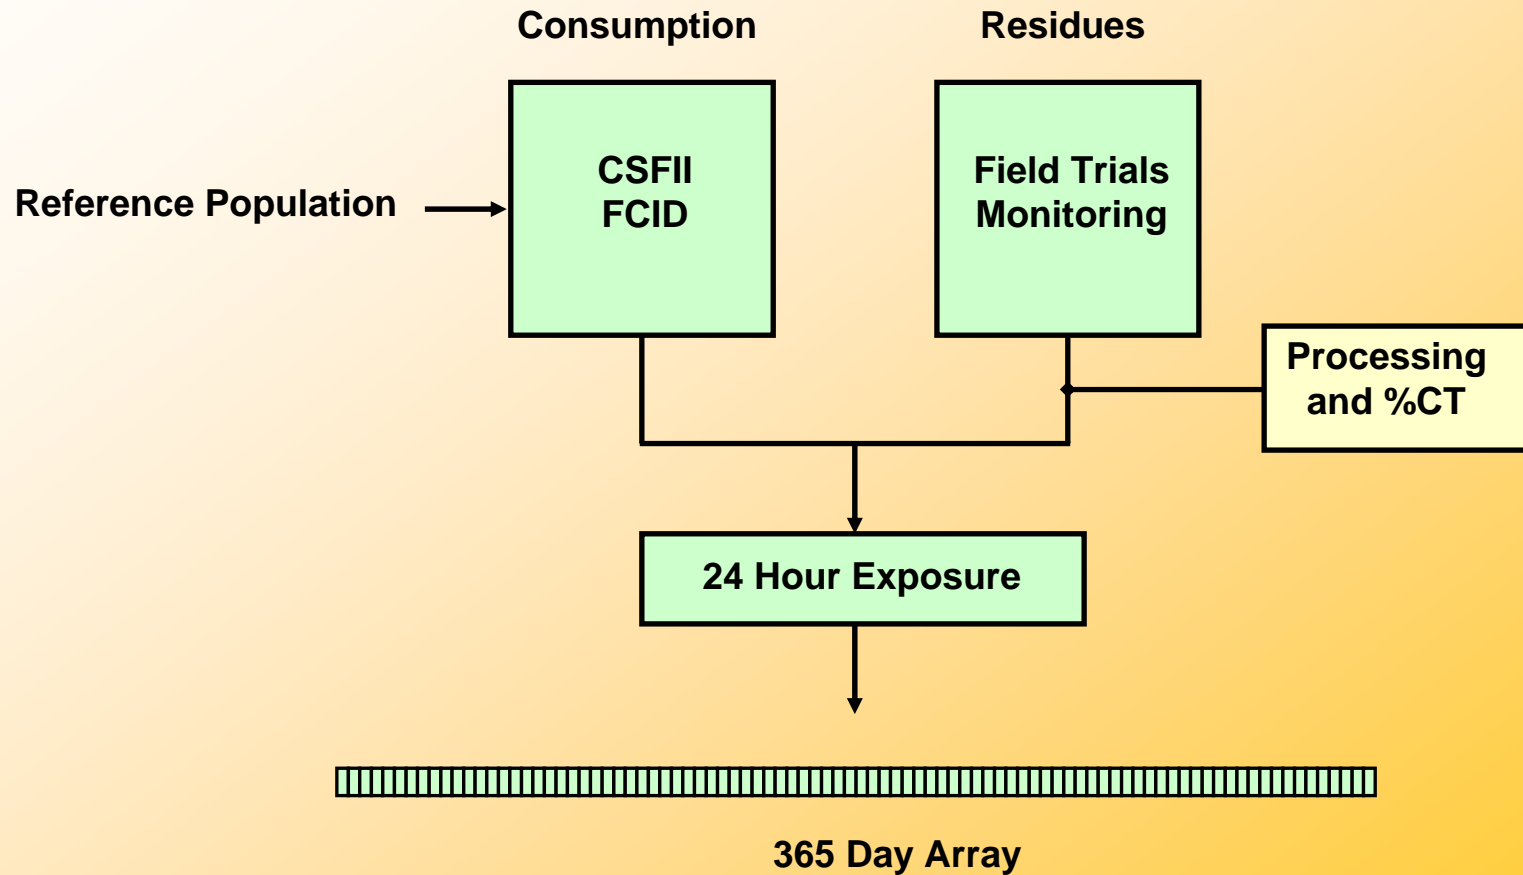 Consumption
Residues
CSFII
FCID
Field Trials
Monitoring
Reference Population
Processing
and %CT
24 Hour Exposure
365 Day Array